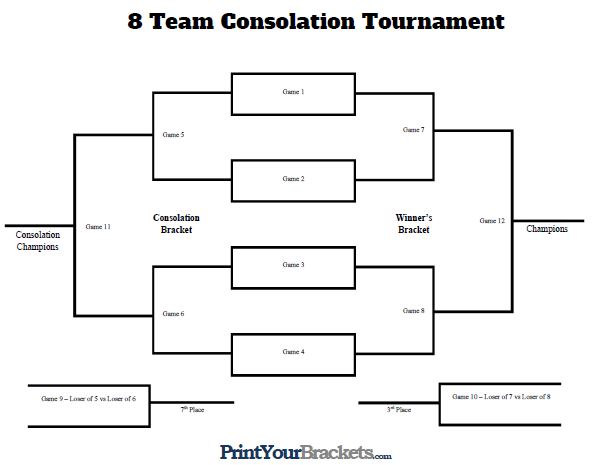 8 Team Consolation Tournament
Game 1
Game 5
Game 7
Game 2
Consolation
Bracket
Winner's
Bracket
Game 11
Game 12
Consolation
Champions
Champions
Game 3
Game 6
Game 8
Game 4
Game 9 – Loser of 5 vs Loser of 6
7th Place
Game 10 – Loser of 7 vs Loser of 8
3rd Place
PrintYourBrackets.com